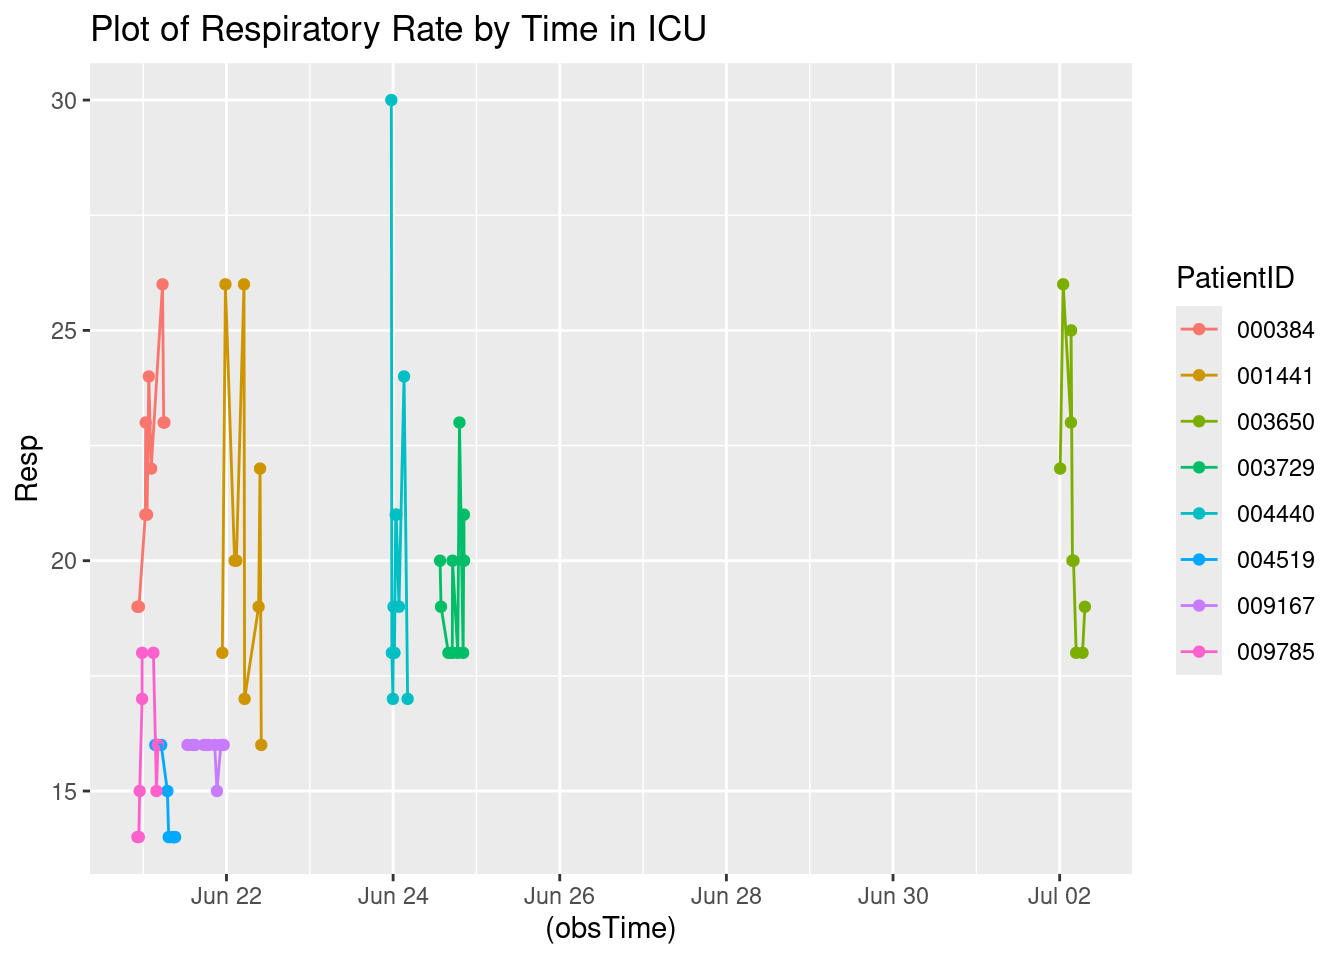 Plot of Respiratory Rate by Time in ICU
30
25
20
15
Resp
Jun 22 Jun 24 Jun 26 Jun 28 Jun 30 Jul 02
(obsTime)
PatientID
000384
001441
003650
003729
004440
004519
009167
009785